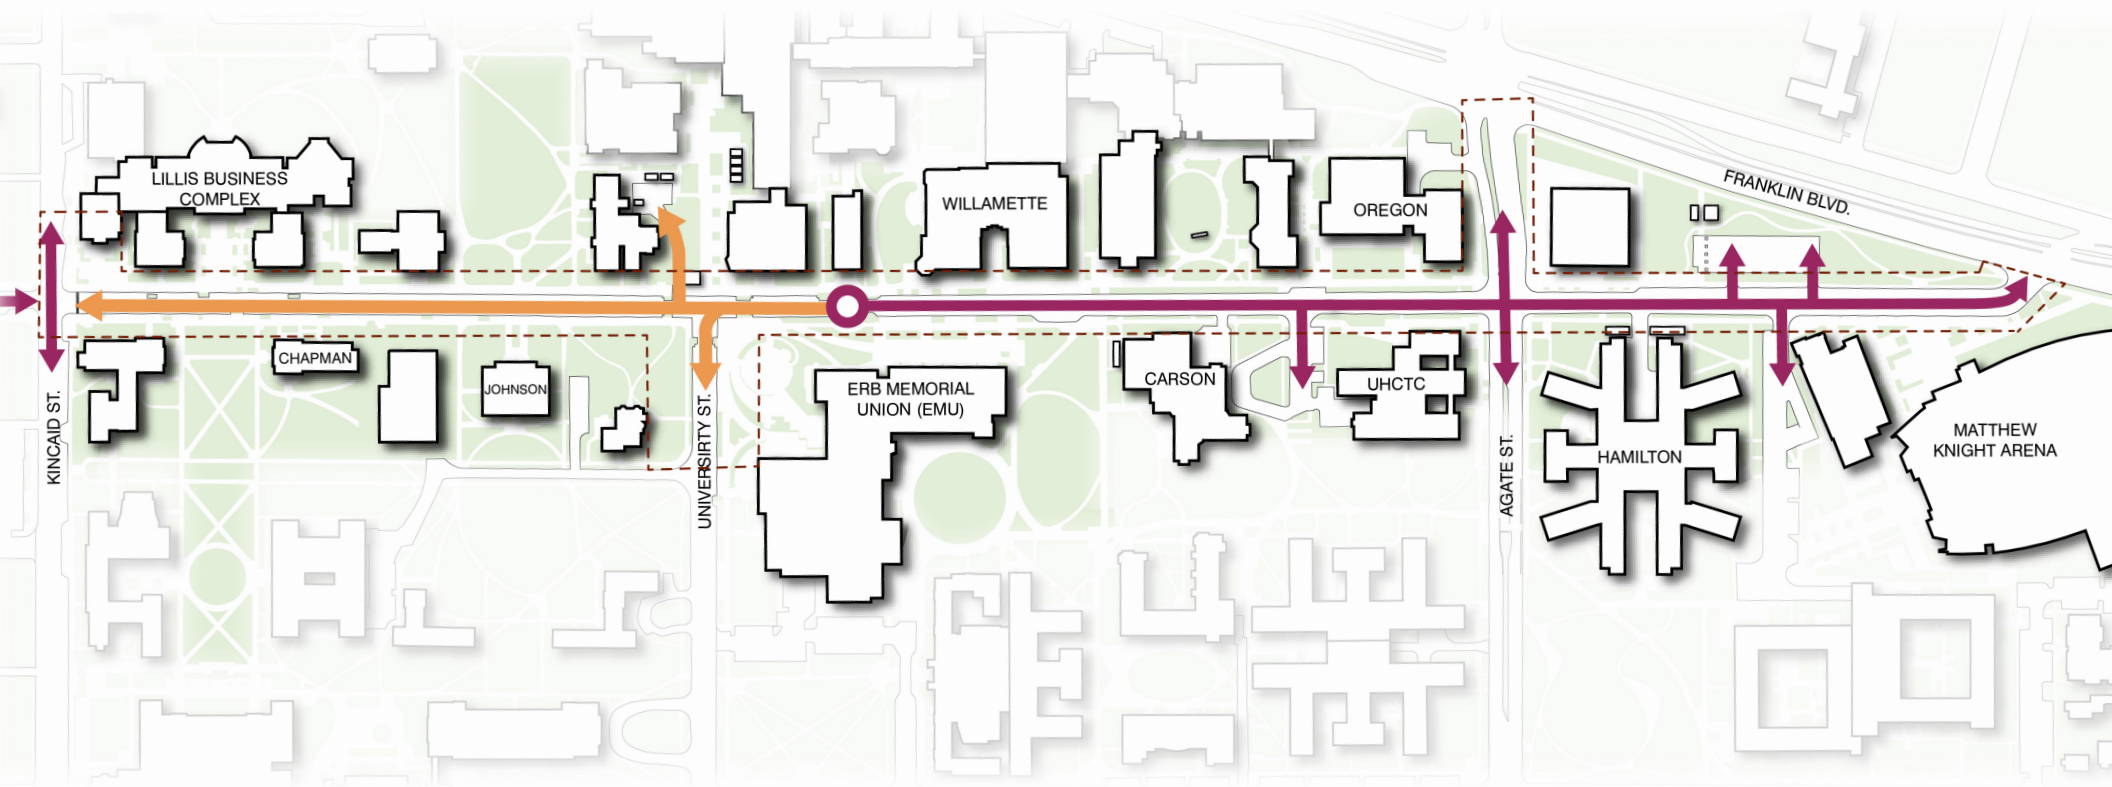 LILLIS BUSINESS
COMPLEX
WILLAMETTE
OREGON
FRANKLIN BLVD.
KINCAID ST.
CHAPMAN
JOHNSON
UNIVERSIRTY ST.
ERB MEMORIAL
UNION (EMU)
CARSON
UHCTC
AGATE ST.
HAMILTON
MATTHEW
KNIGHT ARENA